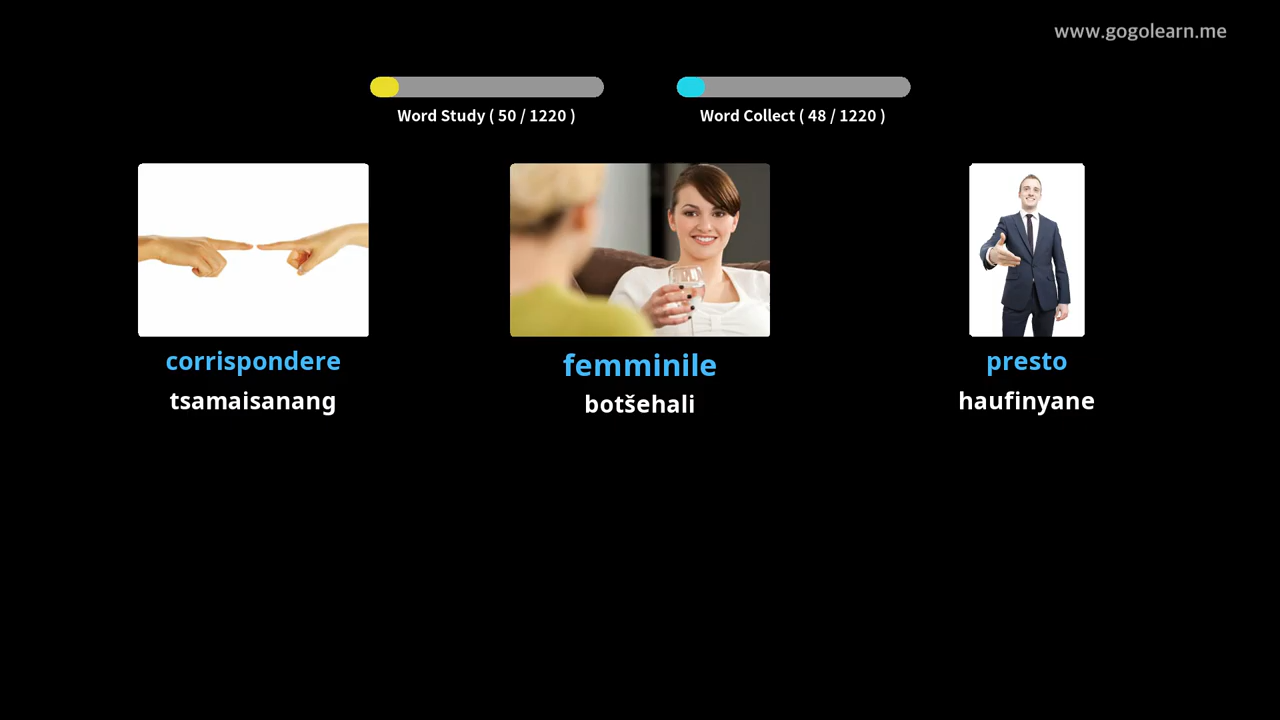 www.gogolearn.me
Word Study ( 50 / 1220 )
Word Collect ( 48 / 1220 )
corrispondere
tsamaisanang
femminile
botšehali
presto
haufinyane